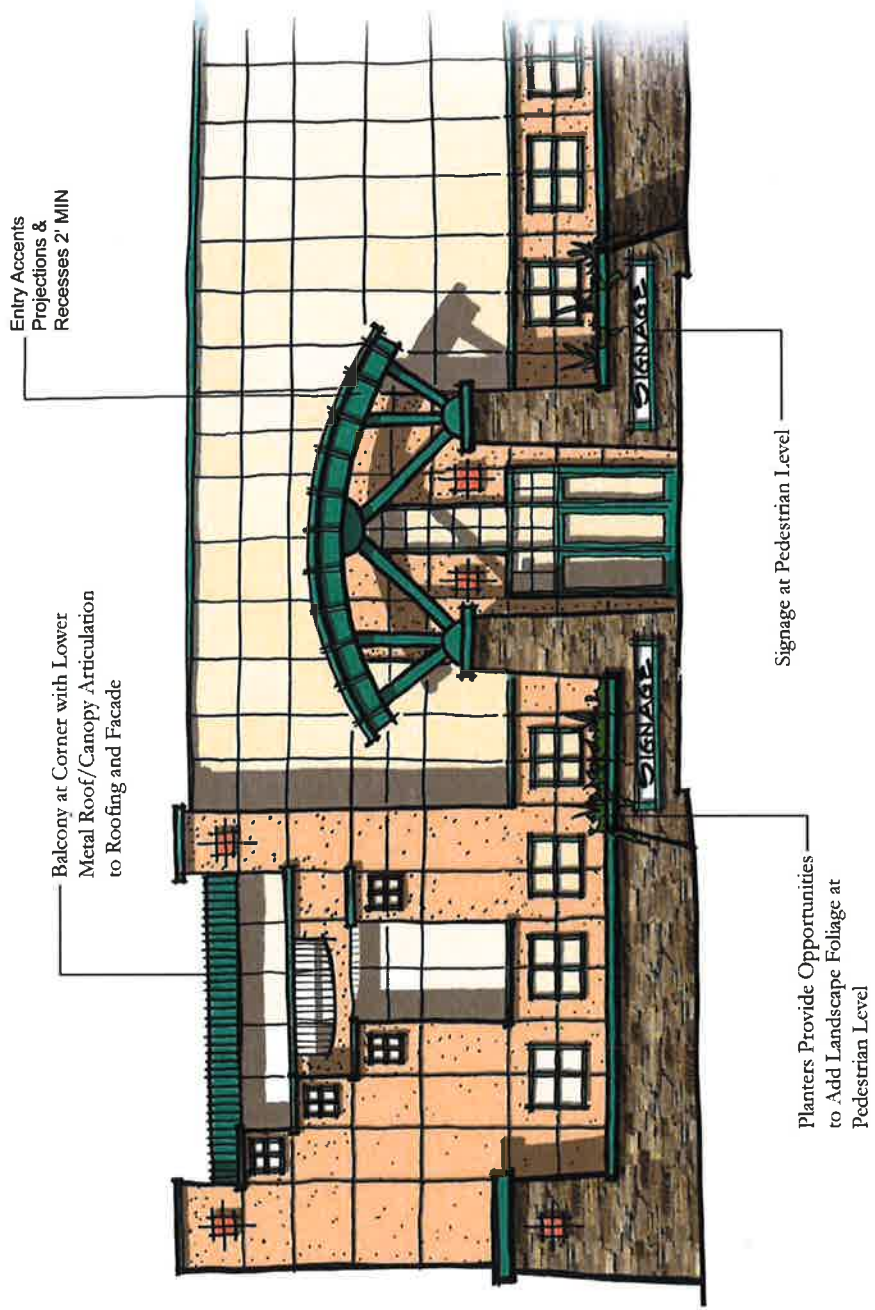 Balcony at Corner with Lower
Metal Roof/Canopy Articulation
to Roofing and Facade
Entry Accents
Projections &
Recesses 2' MIN
SIGNAGE
SIGNAGE
Planters Provide Opportunities
to Add Landscape Foliage at
Pedestrian Level
Signage at Pedestrian Level